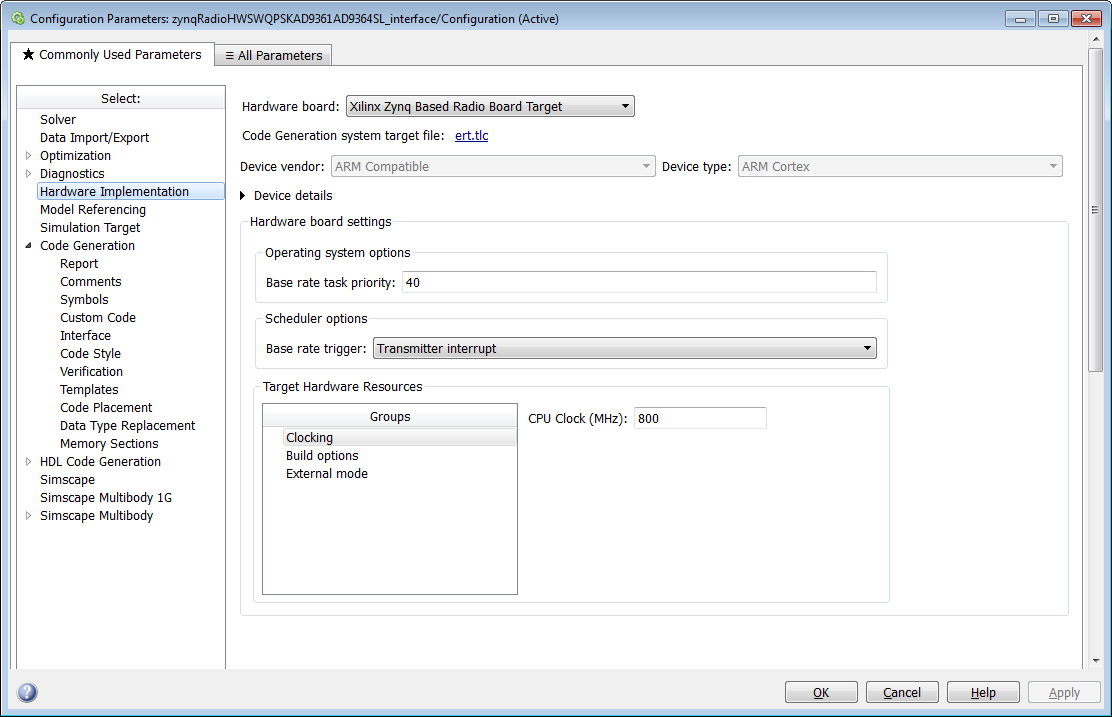 Configuration Parameters: zynqRadioHWSWQPSKAD9361AD9364SL_interface/Configuration (Active)
★ Commonly Used Parameters
≡ All Parameters
Select:
Solver
Data Import/Export
Optimization
Diagnostics
Hardware Implementation
Model Referencing
Simulation Target
Code Generation
Report
Comments
Symbols
Custom Code
Interface
Code Style
Verification
Templates
Code Placement
Data Type Replacement
Memory Sections
HDL Code Generation
Simscape
Simscape Multibody 1G
Simscape Multibody
Hardware board: Xilinx Zynq Based Radio Board Target
Code Generation system target file: ert.tlc
Device vendor: ARM Compatible Device type: ARM Cortex
Device details
Hardware board settings
Operating system options
Base rate task priority: 40
Scheduler options
Base rate trigger: Transmitter interrupt
Target Hardware Resources
Groups
Clocking
Build options
External mode
CPU Clock (MHz): 800
? OK Cancel Help Apply